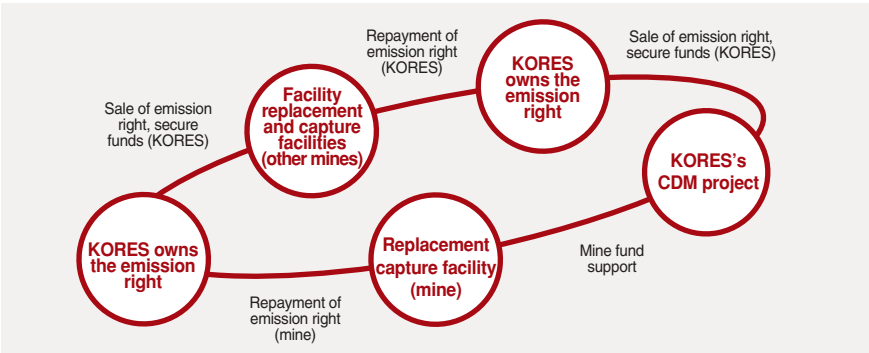 Repayment of
emission right
(KORES)
Sale of emission right,
secure funds (KORES)
KORES
owns the
emission
right
Facility
replacement
and capture
facilities
(other mines)
Sale of emission
right, secure
funds (KORES)
KORES's
CDM project
KORES owns
the emission
right
Replacement
capture facility
(mine)
Mine fund
support
Repayment of
emission right
(mine)